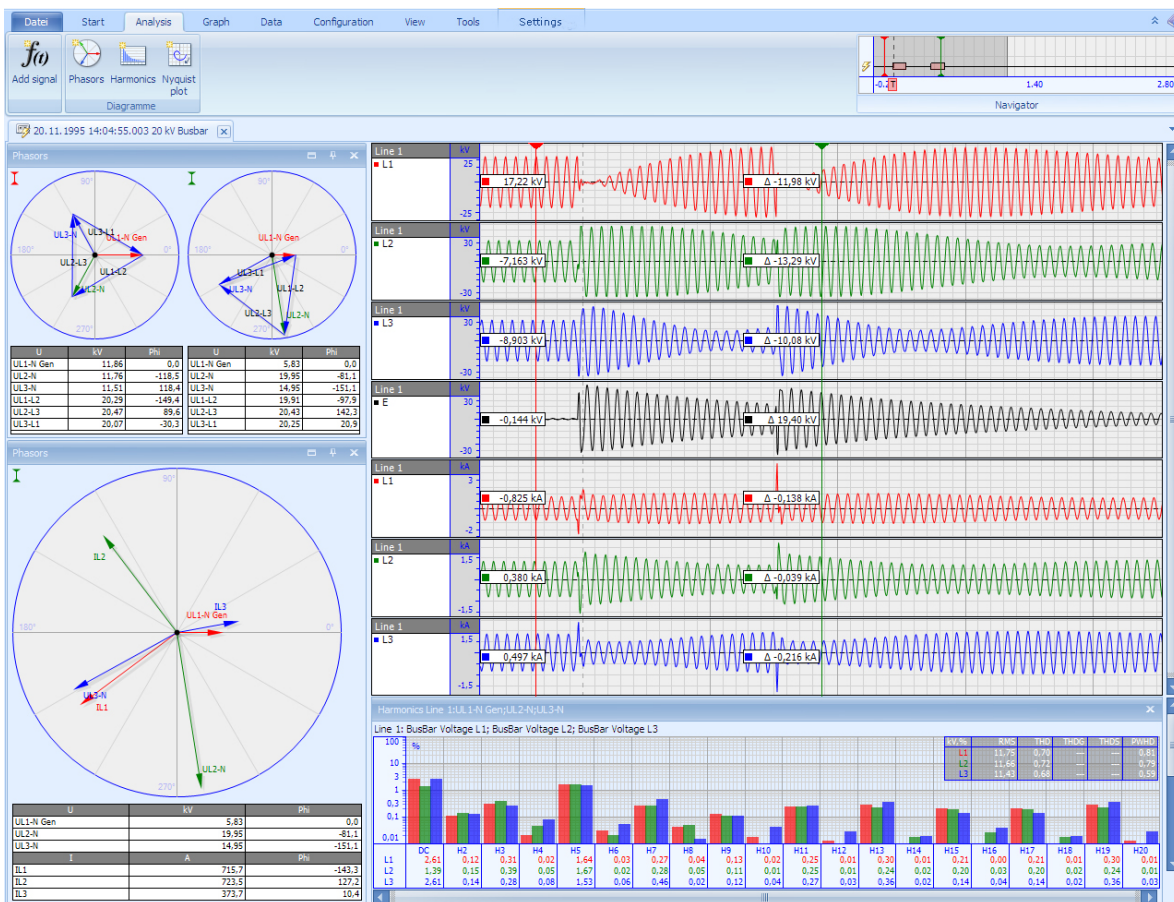 Datei Start Analysis Graph Data Configuration View Tools Settings
f(t)
Add signal Phasors Harmonics Nyquist plot
Diagramme
T 1.40 2.80
Navigator
20.11.1995 14:04:55.003 20 kV Busbar
Phasors
90° 180° 0° 270°
UL3-L1 UL1-N Gen UL3-N UL2-L3 UL1-L2 UL2-N
90° 180° 0° 270°
UL1-N Gen UL3-L1 UL3-N UL1-L2 UL2-L3 UL2-N
U kV Phi U kV Phi
UL1-N Gen 11,86 0,0 UL1-N Gen 5,83 0,0
UL2-N 11,76 -118,5 UL2-N 19,95 -81,1
UL3-N 11,51 118,4 UL3-N 14,95 -151,1
UL1-L2 20,29 -149,4 UL1-L2 19,91 -97,9
UL2-L3 20,47 89,6 UL2-L3 20,43 142,3
UL3-L1 20,07 -30,3 UL3-L1 20,25 20,9
Phasors
90° 180° 0° 270°
IL2
IL3
UL1-N Gen
UL3-N
IL1
UL2-N
U kV Phi
UL1-N Gen 5,83 0,0
UL2-N 19,95 -81,1
UL3-N 14,95 -151,1
I A Phi
IL1 715,7 -143,3
IL2 723,5 127,2
IL3 373,7 10,4
Line 1 kV
L1 25 17,22 kV Δ -11,98 kV
-25
Line 1 kV
L2 30 -7,163 kV Δ -13,29 kV
-30
Line 1 kV
L3 30 -8,903 kV Δ -10,08 kV
-30
Line 1 kV
E 30 -0,144 kV Δ 19,40 kV
-30
Line 1 kA
L1 3 -0,825 kA Δ -0,138 kA
-2
Line 1 kA
L2 1.5 0,380 kA Δ -0,039 kA
-1.5
Line 1 kA
L3 1.5 0,497 kA Δ -0,216 kA
-1.5
Harmonics Line 1:UL1-N Gen;UL2-N;UL3-N
Line 1: BusBar Voltage L1; BusBar Voltage L2; BusBar Voltage L3
100 % kV,% RMS THD THDG THDS PWHD
L1 11,75 0,70 — — 0,81
10 L2 11,66 0,72 — — 0,79
3 L3 11,43 0,68 — — 0,59
1
0.3
0.1
0.01
DC H2 H3 H4 H5 H6 H7 H8 H9 H10 H11 H12 H13 H14 H15 H16 H17 H18 H19 H20
L1 2,61 0,12 0,31 0,02 1,64 0,03 0,27 0,04 0,13 0,02 0,25 0,01 0,30 0,01 0,21 0,00 0,21 0,01 0,30 0,01
L2 1,39 0,15 0,39 0,05 1,67 0,02 0,28 0,05 0,11 0,01 0,25 0,01 0,24 0,02 0,20 0,03 0,20 0,02 0,24 0,01
L3 2,61 0,14 0,28 0,08 1,53 0,06 0,46 0,02 0,12 0,04 0,27 0,03 0,36 0,02 0,14 0,04 0,14 0,02 0,36 0,03